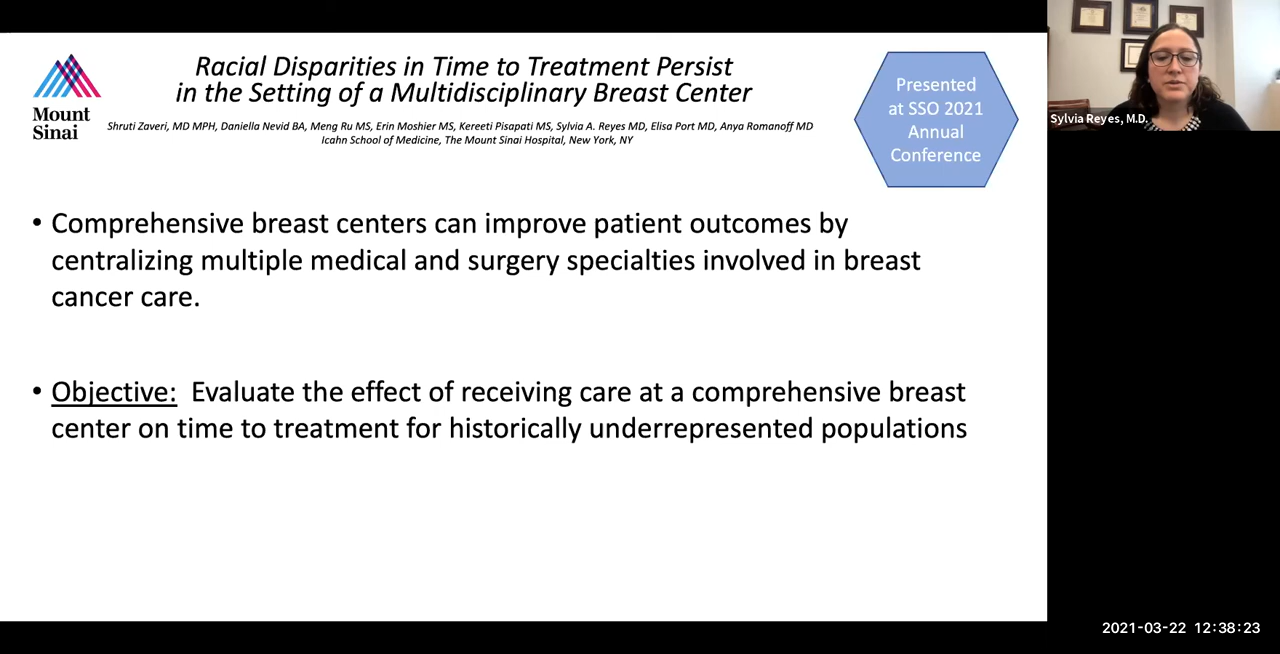 Mount
Sinai
Racial Disparities in Time to Treatment Persist
in the Setting of a Multidisciplinary Breast Center
Shruti Zaveri, MD MPH, Daniella Nevid BA, Meng Ru MS, Erin Moshier MS, Kereeti Pisapati MS, Sylvia A. Reyes MD, Elisa Port MD, Anya Romanoff MD
Icahn School of Medicine, The Mount Sinai Hospital, New York, NY
Presented
at SSO 2021
Annual
Conference
Sylvia Reyes, M.D.
• Comprehensive breast centers can improve patient outcomes by
centralizing multiple medical and surgery specialties involved in breast
cancer care.
• Objective: Evaluate the effect of receiving care at a comprehensive breast
center on time to treatment for historically underrepresented populations
2021-03-22 12:38:23